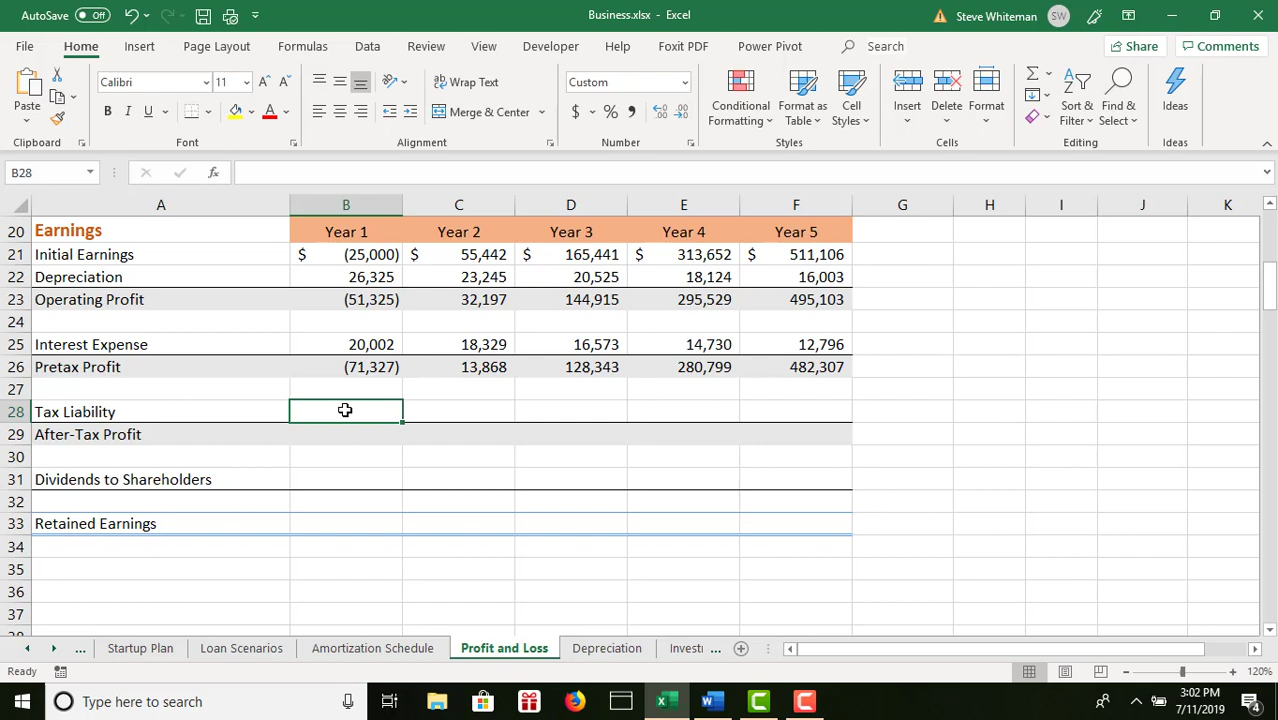 AutoSave Off Business.xlsx - Excel Steve Whiteman SW
File Home Insert Page Layout Formulas Data Review View Developer Help Foxit PDF Power Pivot Search Share Comments
Paste Calibri 11 Wrap Text Custom Conditional Formatting Format as Table Cell Styles Insert Delete Format Sort & Filter Find & Select Ideas
B I U Merge & Center $ % ,
Clipboard Font Alignment Number Styles Cells Editing Ideas
B28 fx
A B C D E F G H I J K
20 Earnings Year 1 Year 2 Year 3 Year 4 Year 5
21 Initial Earnings $ (25,000) $ 55,442 $ 165,441 $ 313,652 $ 511,106
22 Depreciation 26,325 23,245 20,525 18,124 16,003
23 Operating Profit (51,325) 32,197 144,915 295,529 495,103
24
25 Interest Expense 20,002 18,329 16,573 14,730 12,796
26 Pretax Profit (71,327) 13,868 128,343 280,799 482,307
27
28 Tax Liability
29 After-Tax Profit
30
31 Dividends to Shareholders
32
33 Retained Earnings
34
35
36
37
... Startup Plan Loan Scenarios Amortization Schedule Profit and Loss Depreciation Investi ...
Ready 120%
Type here to search 3:02 PM
7/11/2019 4